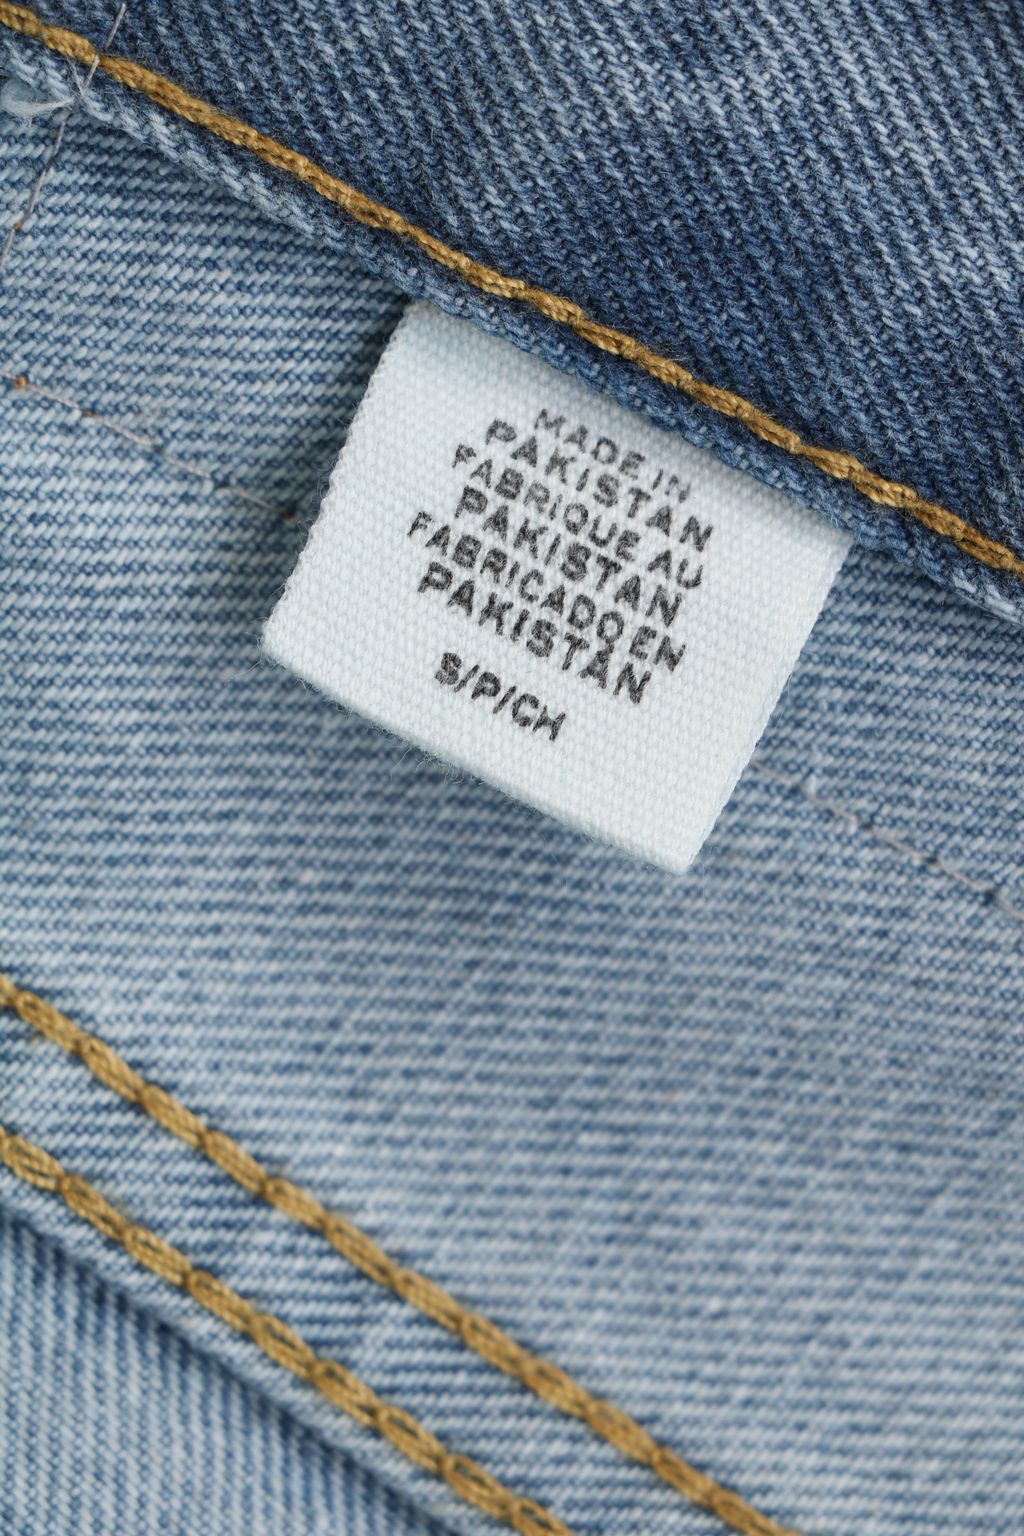 MADE IN
PAKISTAN
FABRIQUE AU
PAKISTAN
FABRICADO EN
PAKISTAN
S/P/CH